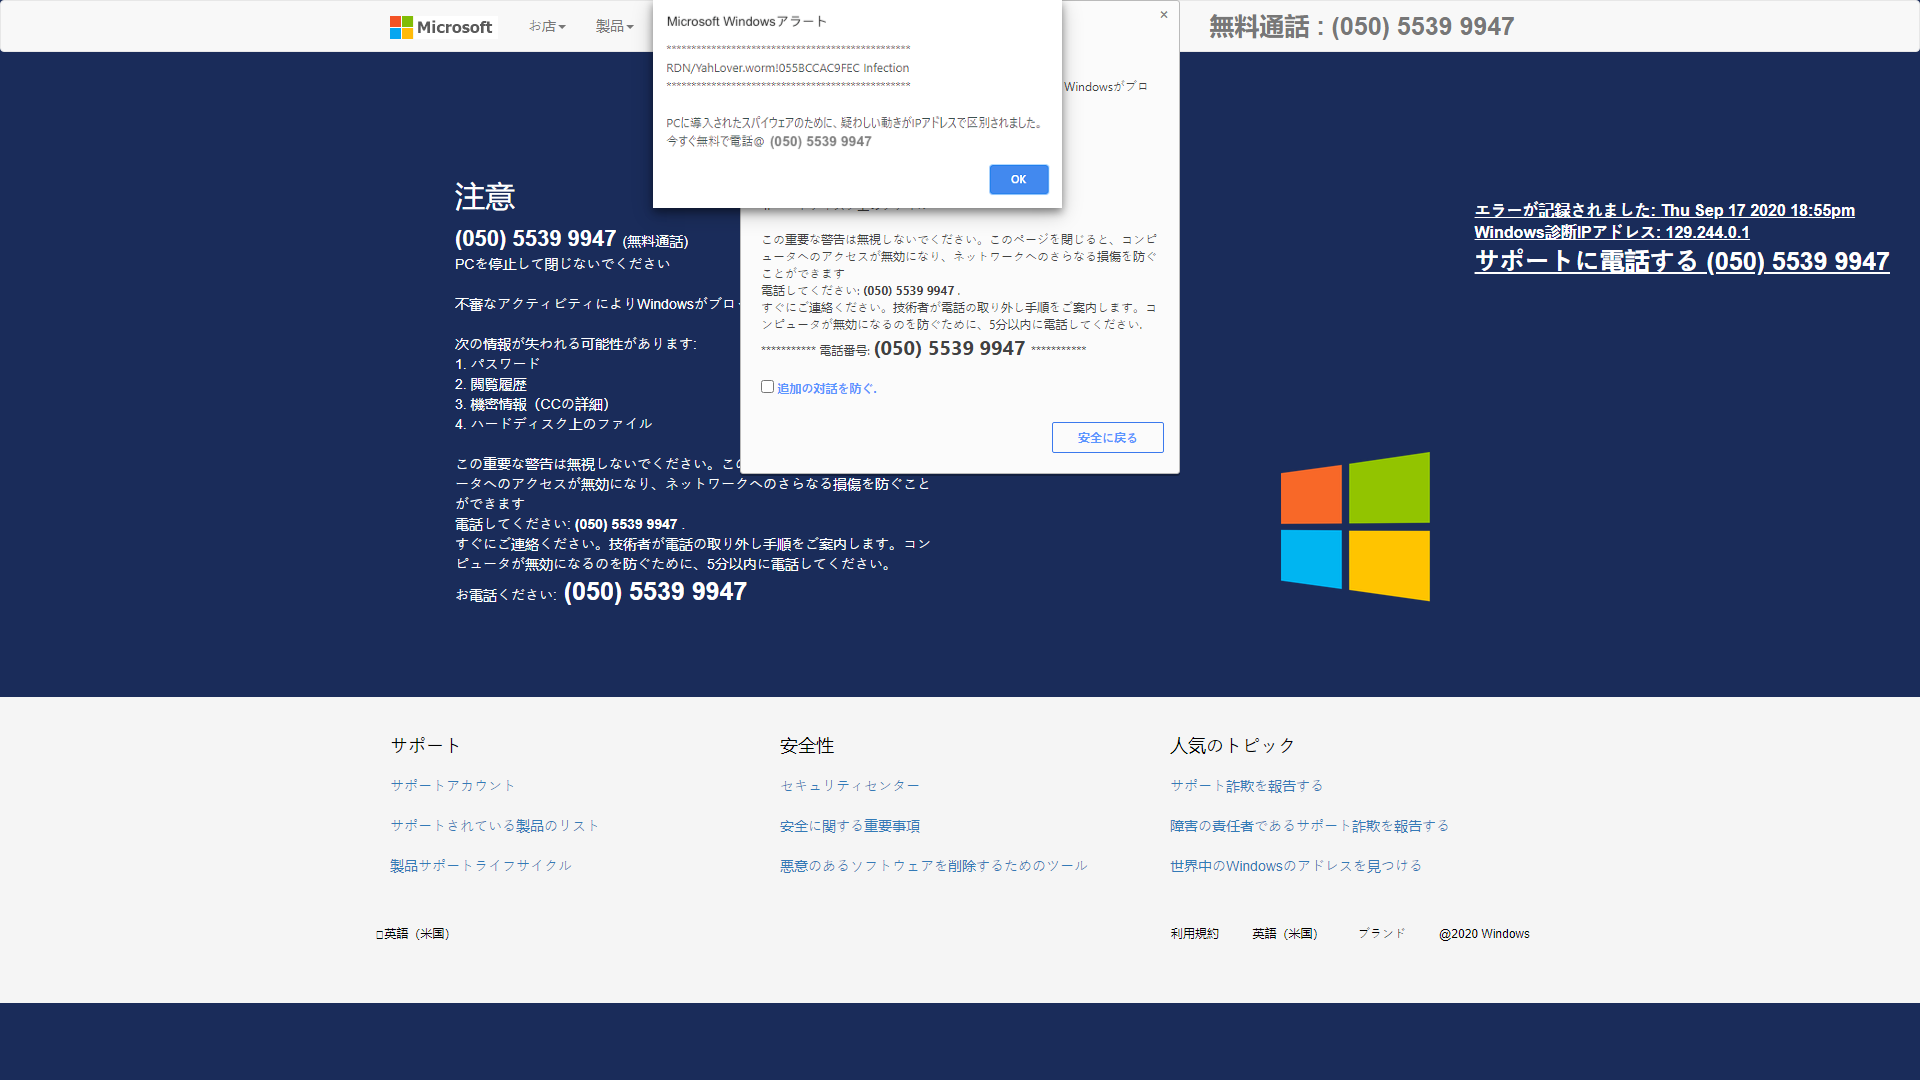 Microsoft
お店
製品
無料通話 : (050) 5539 9947
Microsoft Windowsアラート
*************************************************
RDN/YahLover.worm!055BCCAC9FEC Infection
*************************************************
PCに導入されたスパイウェアのために、疑わしい動きがIPアドレスで区別されました。
今すぐ無料で電話@ (050) 5539 9947
OK
×
Windowsがブロ
この重要な警告は無視しないでください。このページを閉じると、コンピ
ュータへのアクセスが無効になり、ネットワークへのさらなる損傷を防ぐ
ことができます
電話してください: (050) 5539 9947 .
すぐにご連絡ください。技術者が電話の取り外し手順をご案内します。コ
ンピュータが無効になるのを防ぐために、5分以内に電話してください.
*********** 電話番号: (050) 5539 9947 ***********
追加の対話を防ぐ.
安全に戻る
注意
(050) 5539 9947 (無料通話)
PCを停止して閉じないでください
不審なアクティビティによりWindowsがブロッ
次の情報が失われる可能性があります:
1. パスワード
2. 閲覧履歴
3. 機密情報（CCの詳細）
4. ハードディスク上のファイル
この重要な警告は無視しないでください。こ
ータへのアクセスが無効になり、ネットワークへのさらなる損傷を防ぐこと
ができます
電話してください: (050) 5539 9947 .
すぐにご連絡ください。技術者が電話の取り外し手順をご案内します。コン
ピュータが無効になるのを防ぐために、5分以内に電話してください。
お電話ください: (050) 5539 9947
エラーが記録されました: Thu Sep 17 2020 18:55pm
Windows診断IPアドレス: 129.244.0.1
サポートに電話する (050) 5539 9947
サポート
サポートアカウント
サポートされている製品のリスト
製品サポートライフサイクル
安全性
セキュリティセンター
安全に関する重要事項
悪意のあるソフトウェアを削除するためのツール
人気のトピック
サポート詐欺を報告する
障害の責任者であるサポート詐欺を報告する
世界中のWindowsのアドレスを見つける
英語（米国）
利用規約
英語（米国）
ブランド
@2020 Windows